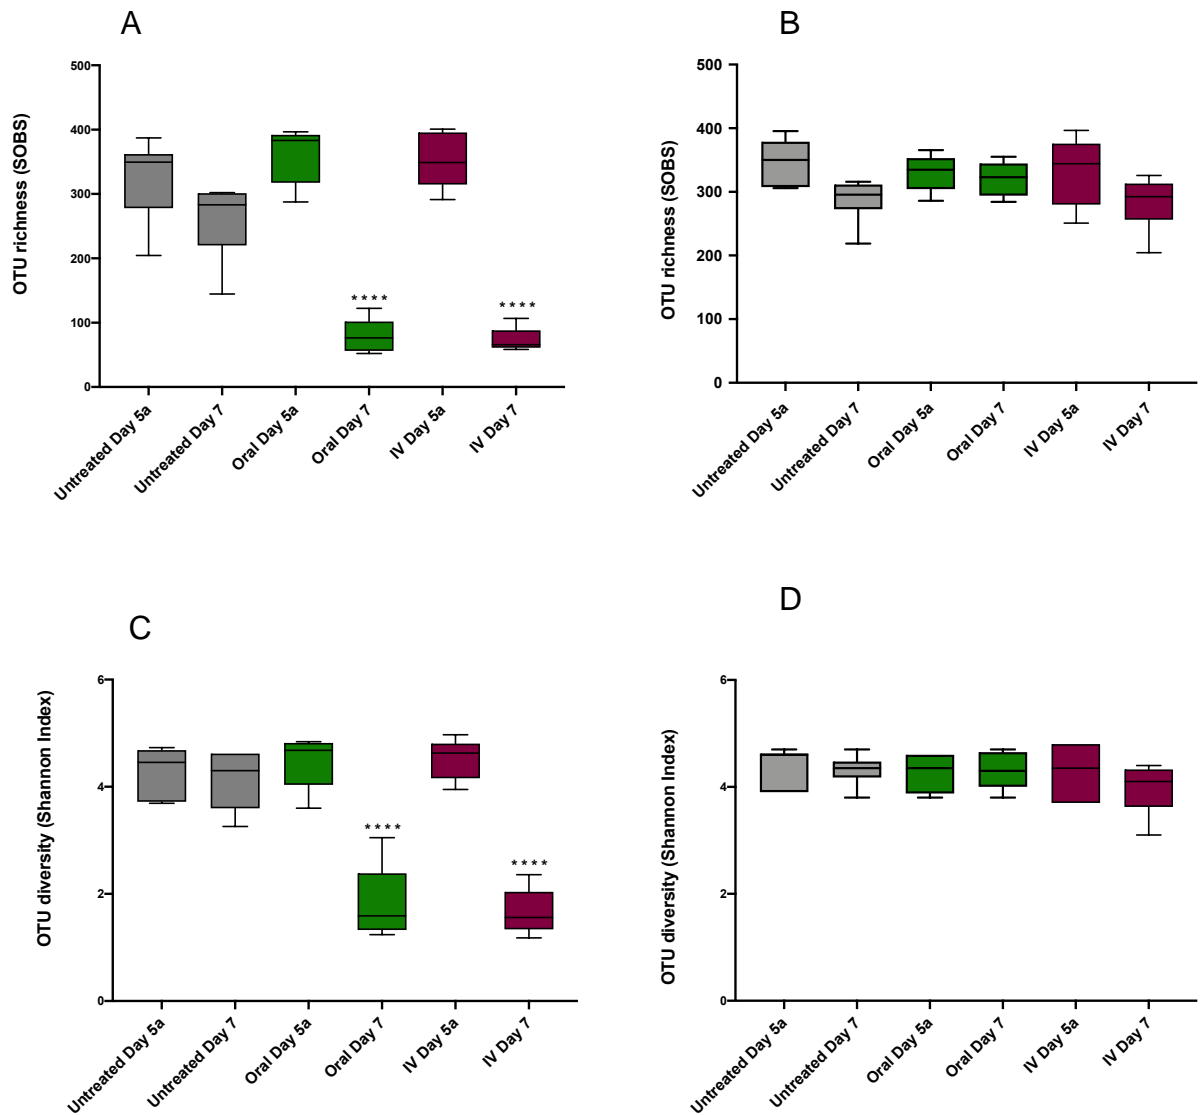 A
OTU richness (SOBS)
500
400
300
200
100
0
****
****
Untreated Day 5a
Untreated Day 7
Oral Day 5a
Oral Day 7
IV Day 5a
IV Day 7
B
OTU richness (SOBS)
500
400
300
200
100
0
Untreated Day 5a
Untreated Day 7
Oral Day 5a
Oral Day 7
IV Day 5a
IV Day 7
C
OTU diversity (Shannon Index)
6
4
2
0
****
****
Untreated Day 5a
Untreated Day 7
Oral Day 5a
Oral Day 7
IV Day 5a
IV Day 7
D
OTU diversity (Shannon Index)
6
4
2
0
Untreated Day 5a
Untreated Day 7
Oral Day 5a
Oral Day 7
IV Day 5a
IV Day 7